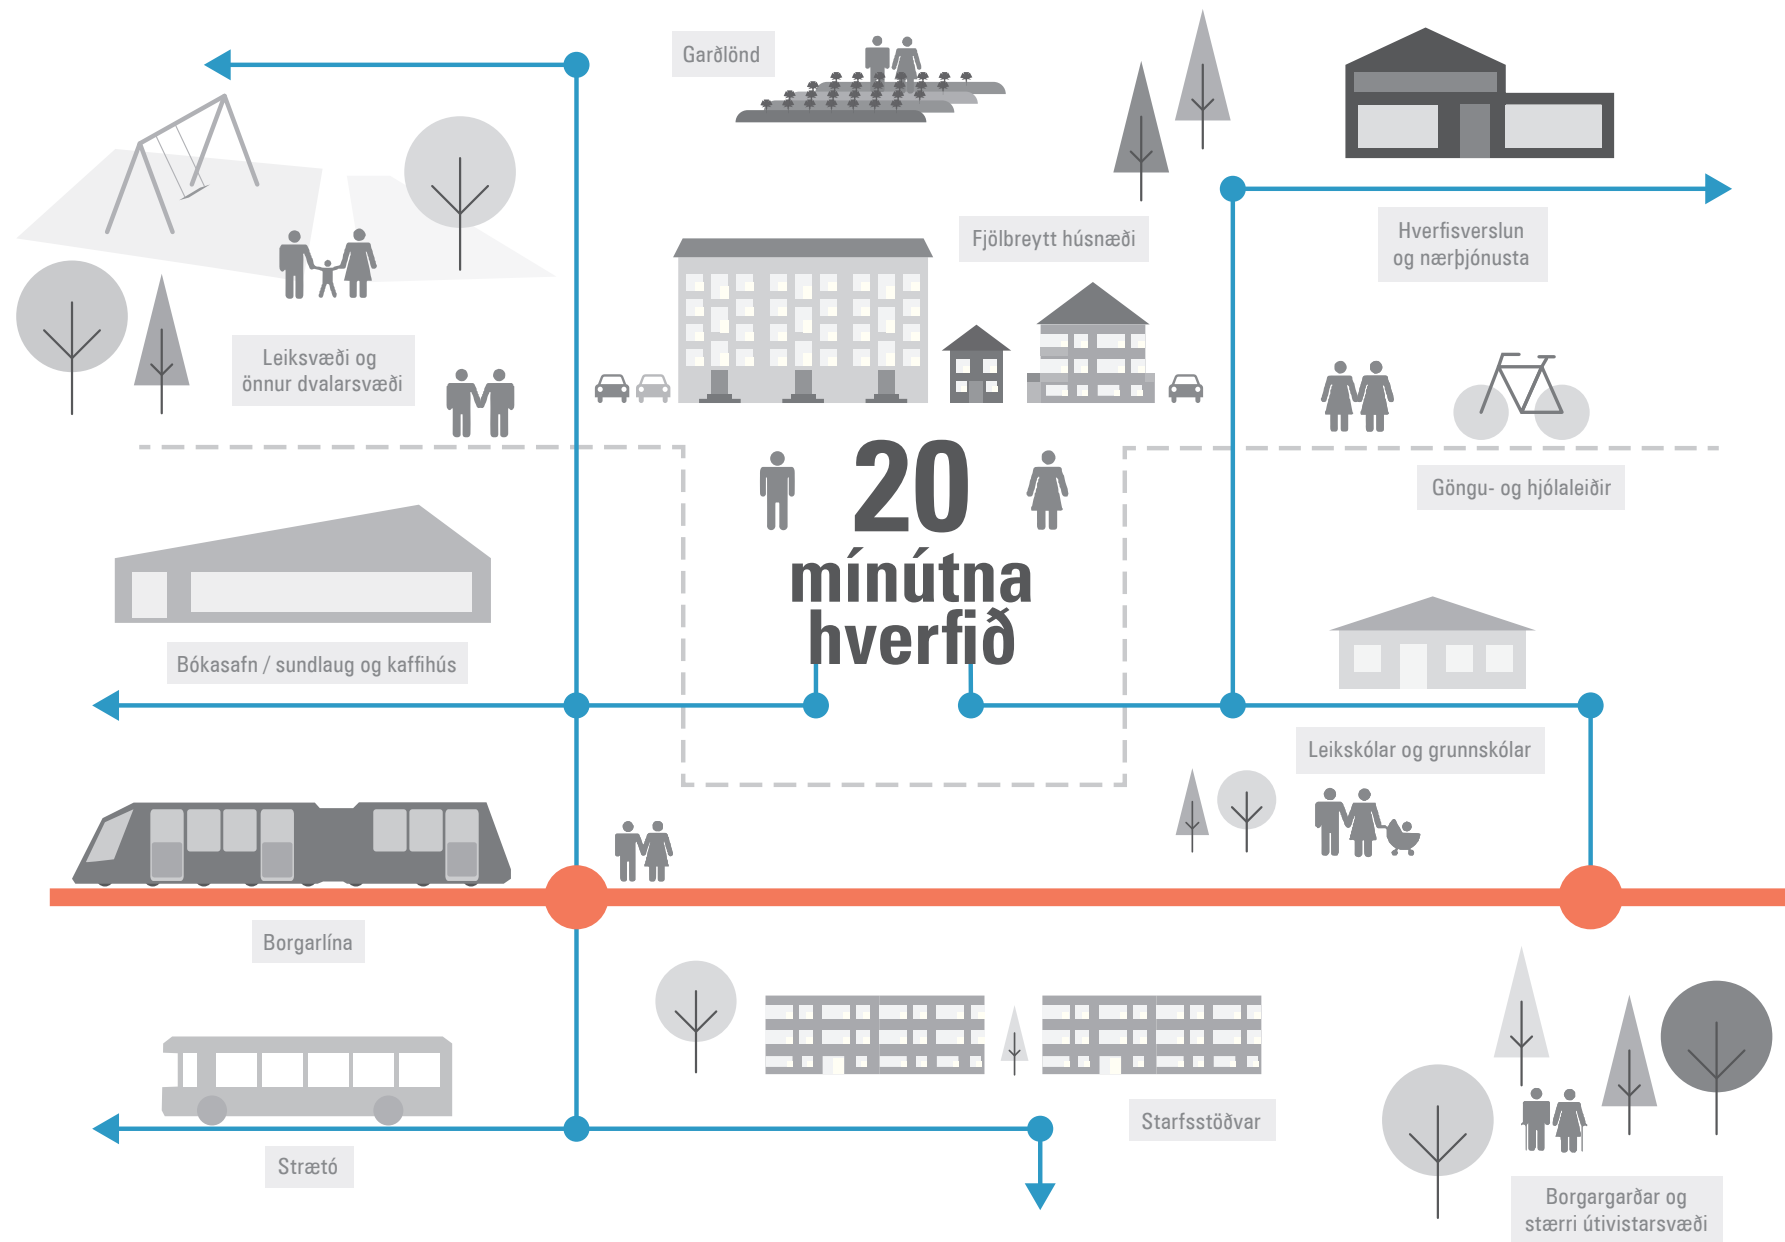 Garðlönd
Fjölbreytt húsnæði
Hverfisverslun
og nærþjónusta
Leiksvæði og
önnur dvalarsvæði
20
mínútna
hverfið
Göngu- og hjólaleiðir
Bókasafn / sundlaug og kaffihús
Leikskólar og grunnskólar
Borgarlína
Starfsstöðvar
Strætó
Borgargarðar og
stærri útivistarsvæði